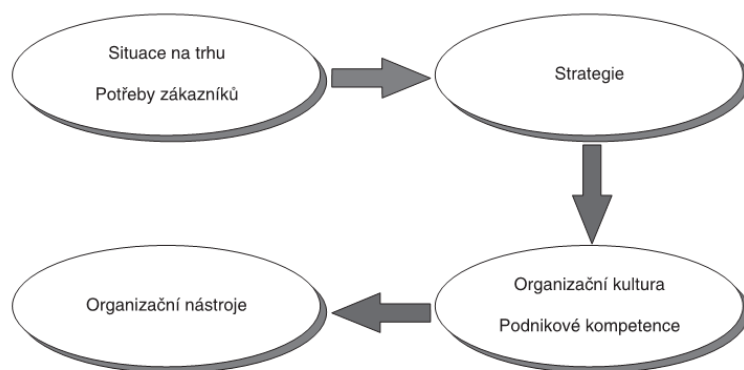 Situace na trhu
Potřeby zákazníků
Strategie
Organizační kultura
Podnikové kompetence
Organizační nástroje